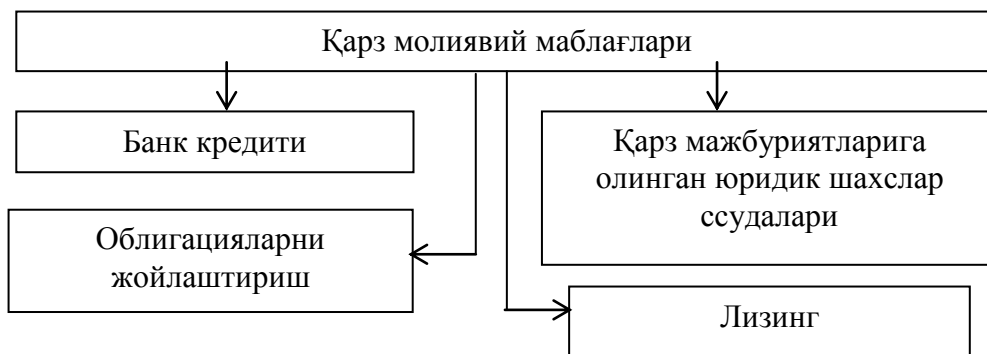 Қарз молиявий маблағлари
Банк кредити
Қарз мажбуриятларига
олинган юридик шахслар
ссудалари
Облигацияларни
жойлаштириш
Лизинг